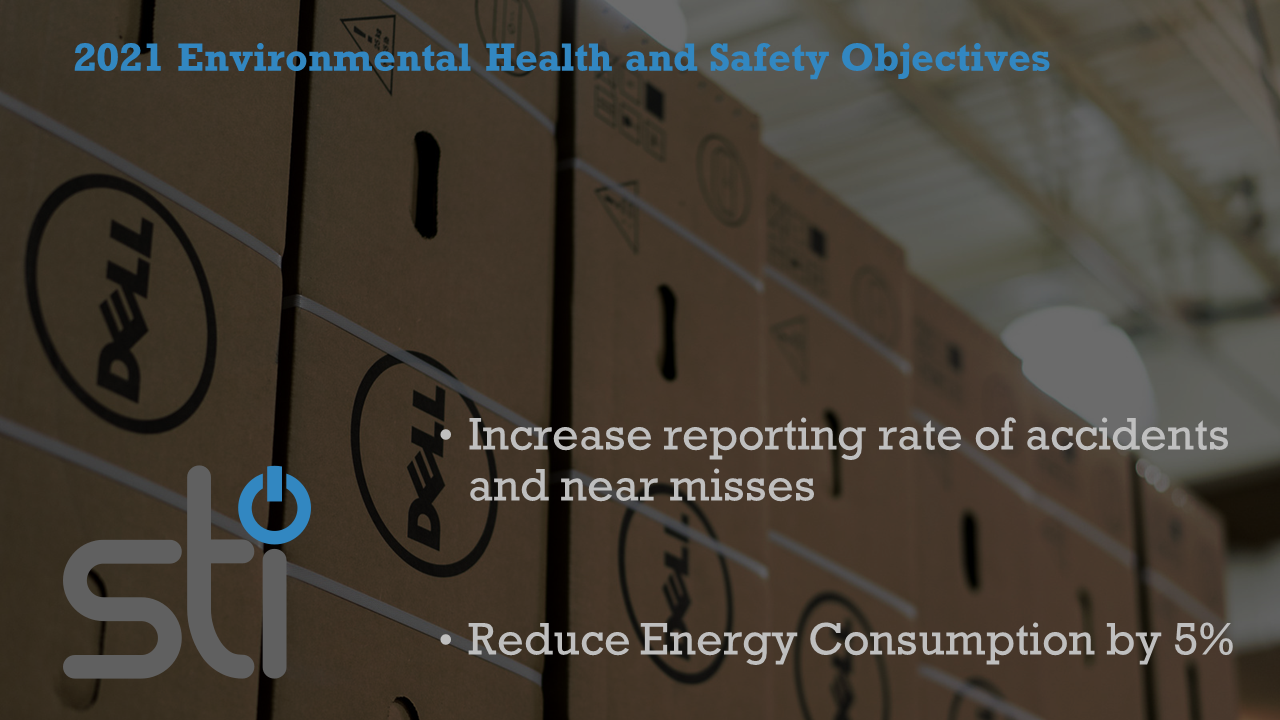 2021 Environmental Health and Safety Objectives
DELL
DELL
DELL
• Increase reporting rate of accidents
and near misses
sti
• Reduce Energy Consumption by 5%